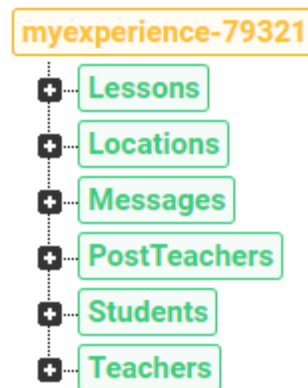 myexperience-79321
Lessons
Locations
Messages
PostTeachers
Students
Teachers